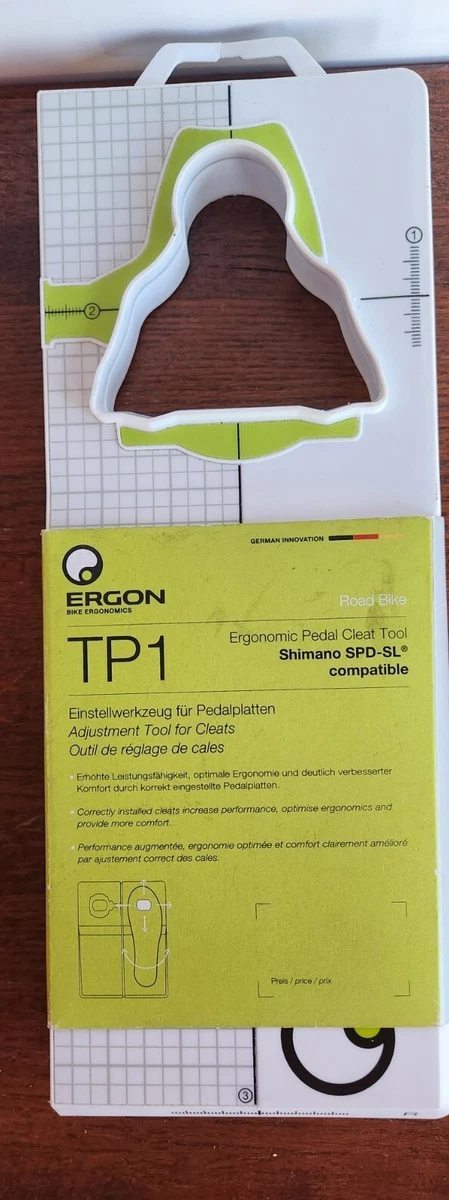 1
2
GERMAN INNOVATION
ERGON
BIKE ERGONOMICS
Road Bike
TP1
Ergonomic Pedal Cleat Tool
Shimano SPD-SL®
compatible
Einstellwerkzeug für Pedalplatten
Adjustment Tool for Cleats
Outil de réglage de cales
• Erhöhte Leistungsfähigkeit, optimale Ergonomie und deutlich verbesserter
Komfort durch korrekt eingestellte Pedalplatten.
• Correctly installed cleats increase performance, optimise ergonomics and
provide more comfort.
• Performance augmentée, ergonomie optimée et comfort clairement amélioré
par ajustement correct des cales.
Preis / price / prix
3